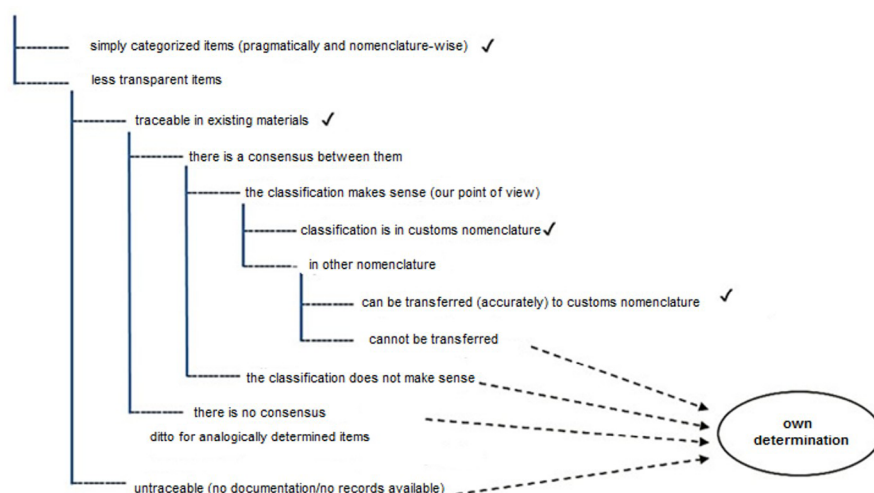 simply categorized items (pragmatically and nomenclature-wise) ✓
less transparent items
traceable in existing materials ✓
there is a consensus between them
the classification makes sense (our point of view)
classification is in customs nomenclature ✓
in other nomenclature
can be transferred (accurately) to customs nomenclature ✓
cannot be transferred
the classification does not make sense
there is no consensus
ditto for analogically determined items
untraceable (no documentation/no records available)
own
determination